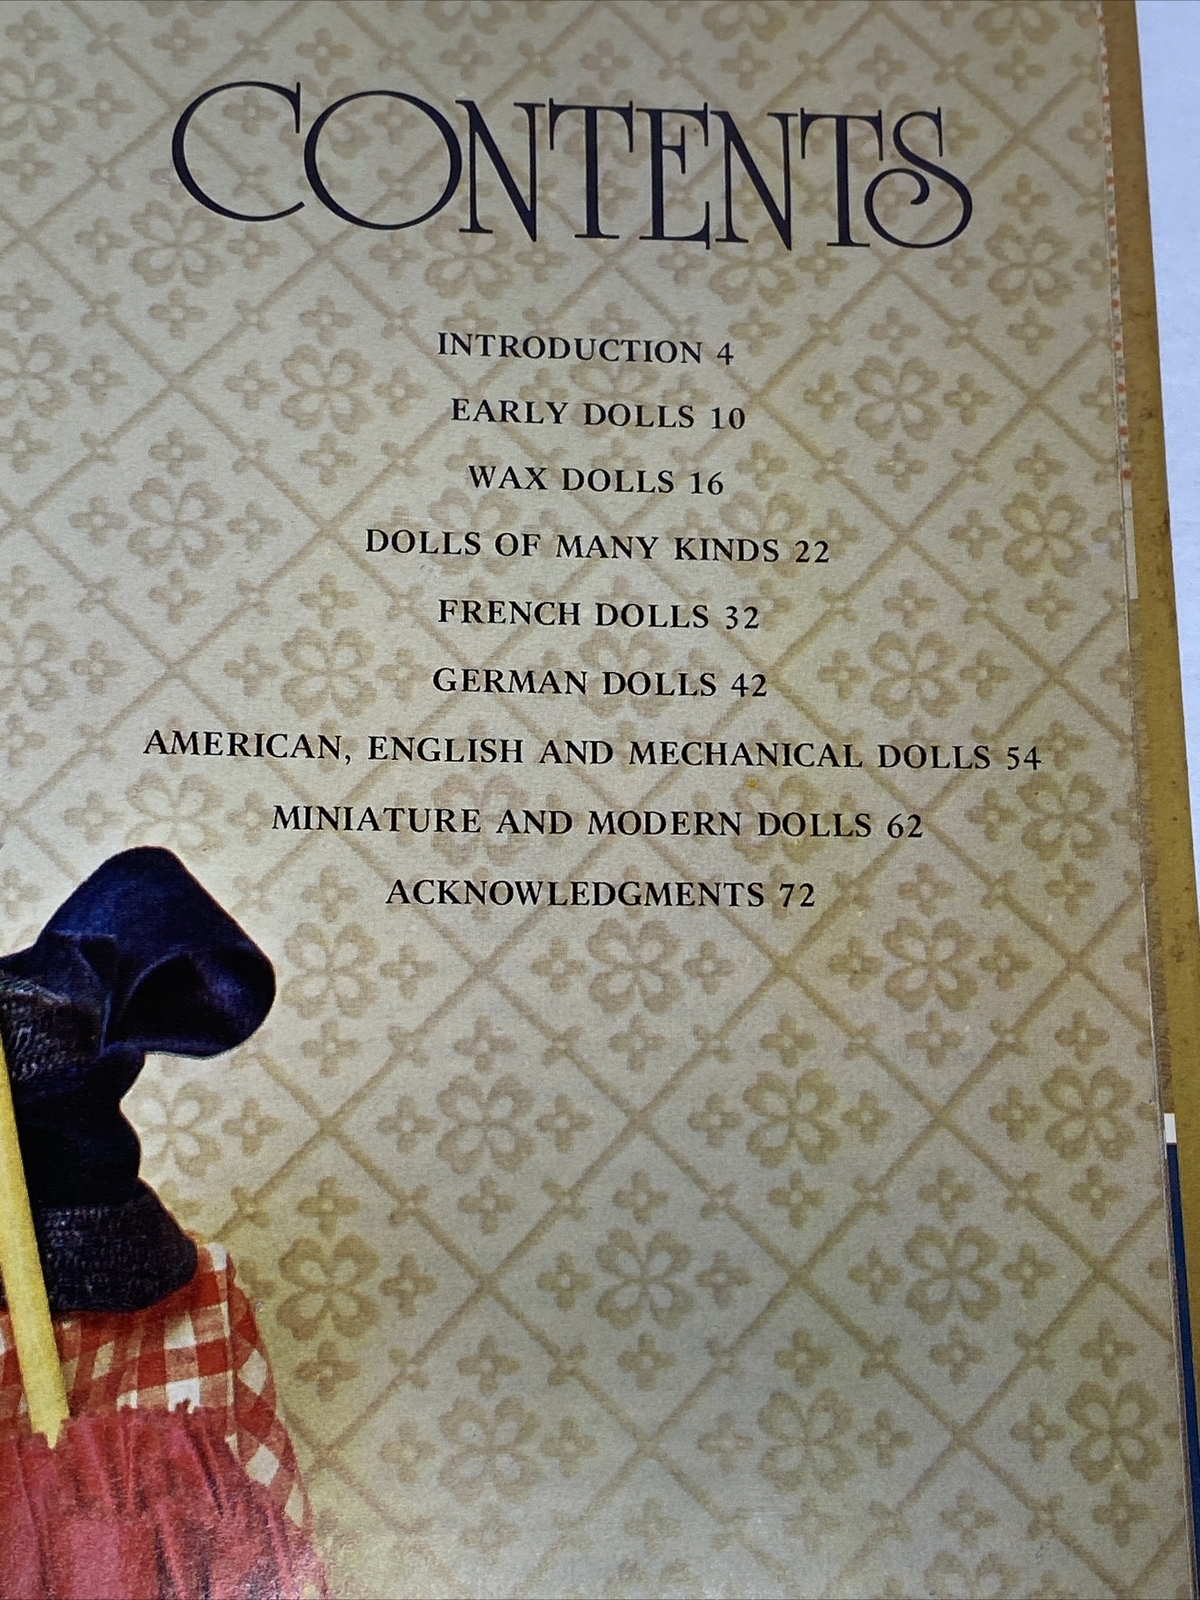 CONTENTS
INTRODUCTION 4
EARLY DOLLS 10
WAX DOLLS 16
DOLLS OF MANY KINDS 22
FRENCH DOLLS 32
GERMAN DOLLS 42
AMERICAN, ENGLISH AND MECHANICAL DOLLS 54
MINIATURE AND MODERN DOLLS 62
ACKNOWLEDGMENTS 72